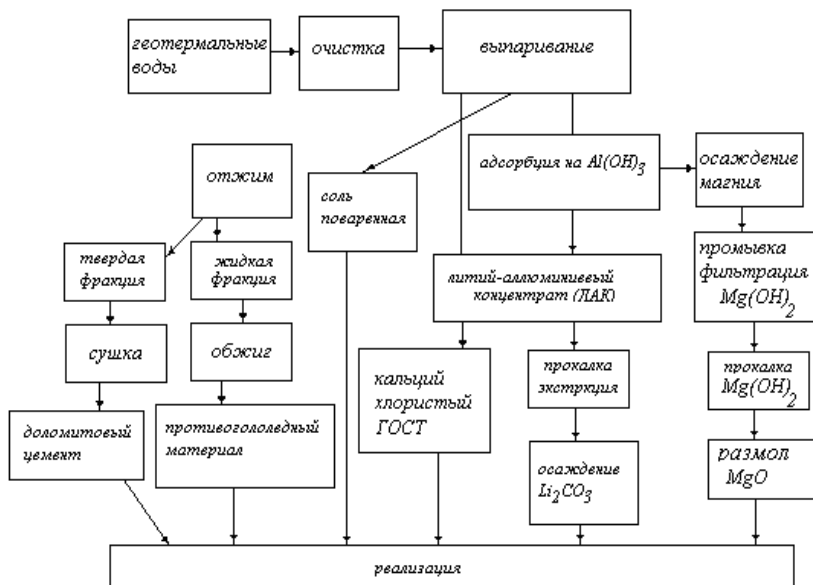 геотермальные
воды
очистка
выпаривание
отжим
соль
поваренная
адсорбция на Al(OH)3
осаждение
магния
твердая
фракция
жидкая
фракция
литий-аллюминиевый
концентрат (ЛАК)
промывка
фильтрация
Mg(OH)2
сушка
обжиг
кальций
хлористый
ГОСТ
прокалка
экстркция
прокалка
Mg(OH)2
доломитовый
цемент
противогололедный
материал
осаждение
Li2CO3
размол
MgO
реализация